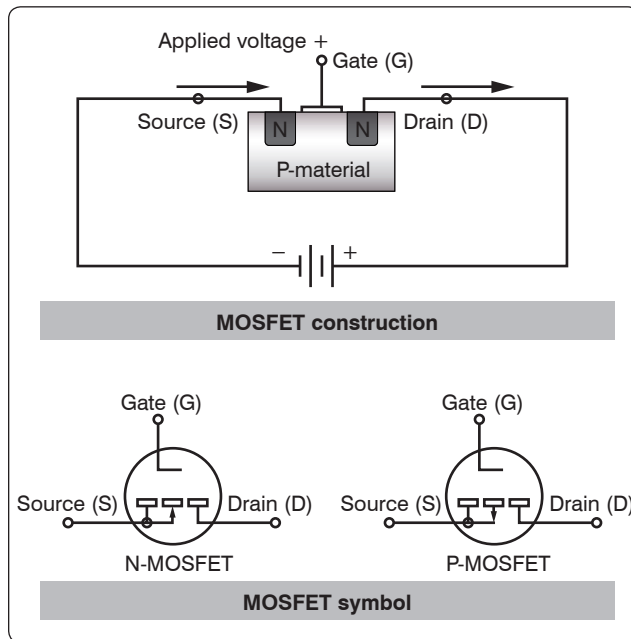 Applied voltage +
Gate (G)
Source (S)
N
N
Drain (D)
P-material
− +
MOSFET construction
Gate (G)
Gate (G)
Source (S)
Drain (D)
Source (S)
Drain (D)
N-MOSFET
P-MOSFET
MOSFET symbol